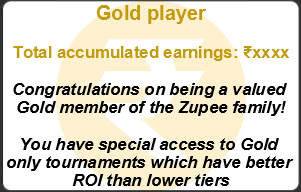 Gold player
Total accumulated earnings: ₹xxxx
Congratulations on being a valued
Gold member of the Zupee family!
You have special access to Gold
only tournaments which have better
ROI than lower tiers